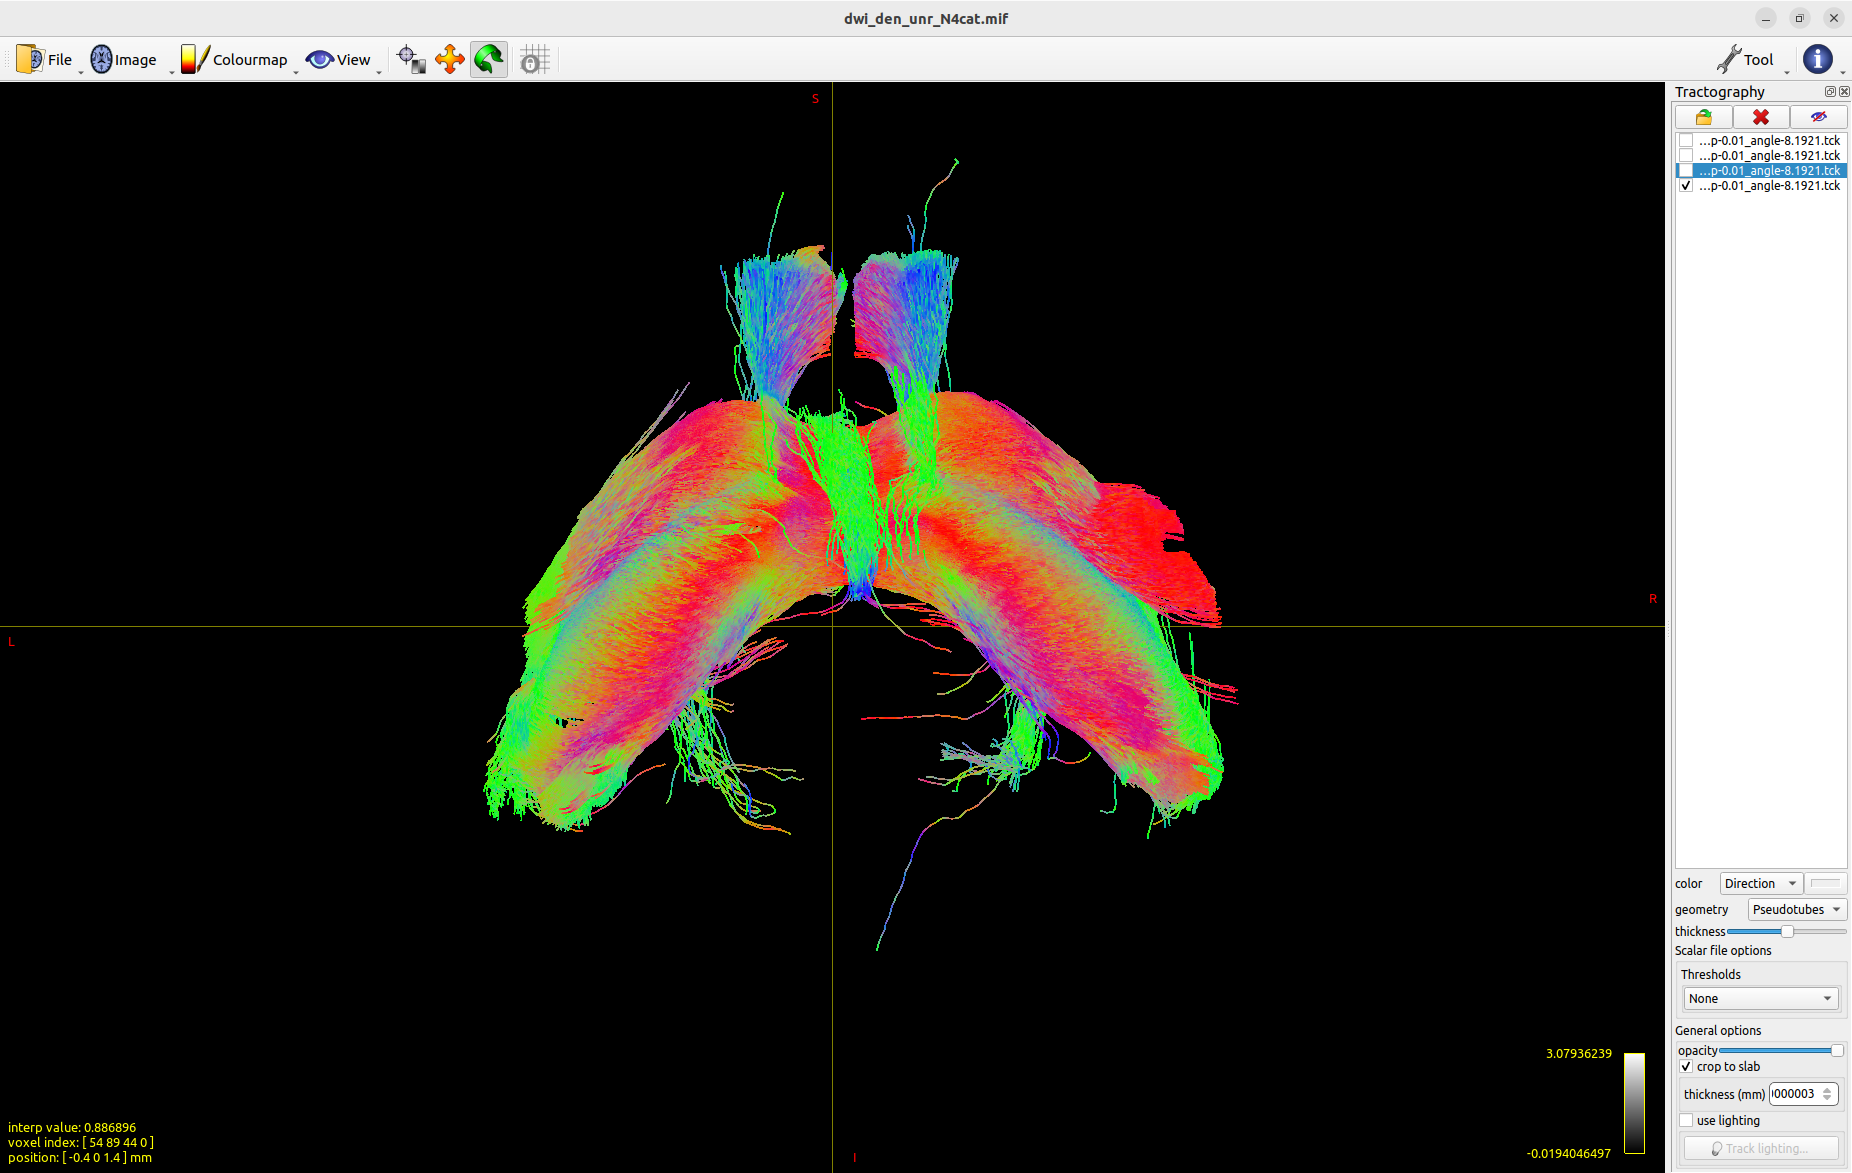 dwi_den_unr_N4cat.mif
File
Image
Colourmap
View
Tool
S
L
R
I
interp value: 0.886896
voxel index: [ 54 89 44 0 ]
position: [ -0.4 0 1.4 ] mm
3.07936239
-0.0194046497
Tractography
...p-0.01_angle-8.1921.tck
...p-0.01_angle-8.1921.tck
...p-0.01_angle-8.1921.tck
...p-0.01_angle-8.1921.tck
color Direction
geometry Pseudotubes
thickness
Scalar file options
Thresholds
None
General options
opacity
crop to slab
thickness (mm) 000003
use lighting
Track lighting...